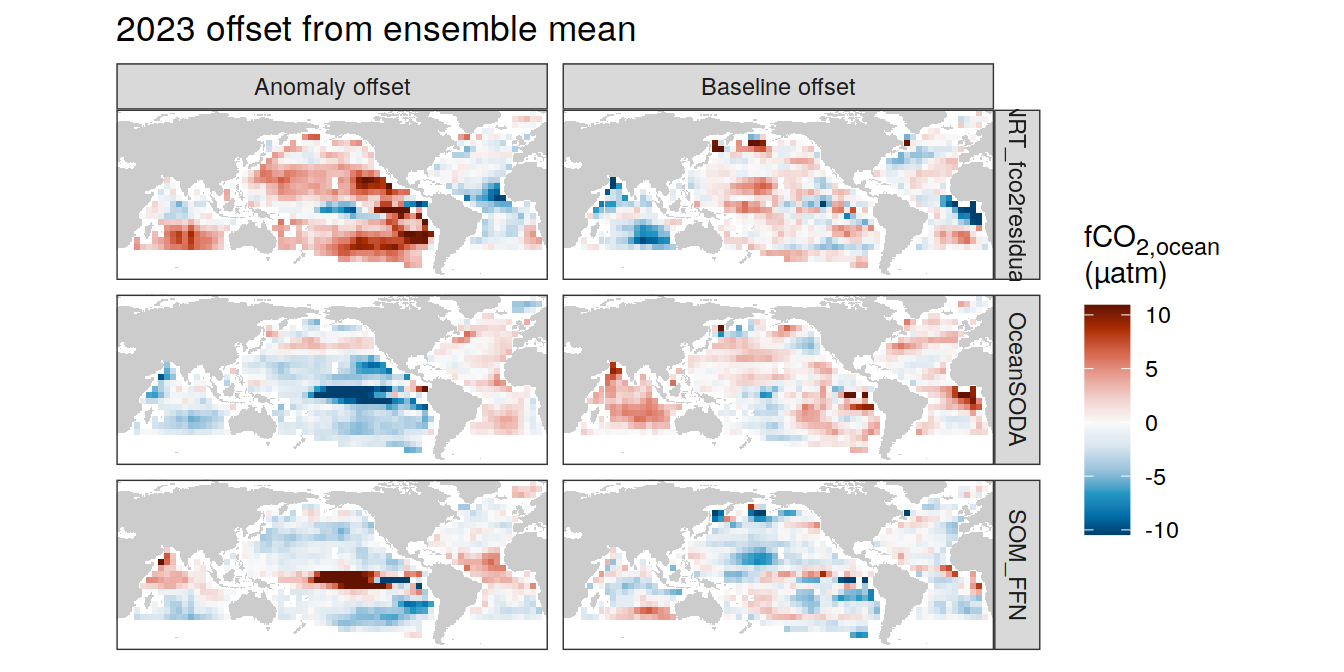 2023 offset from ensemble mean
Anomaly offset
Baseline offset
NRT_fco2residua
OceanSODA
SOM_FFN
fCO2,ocean
(µatm)
10
5
0
-5
-10